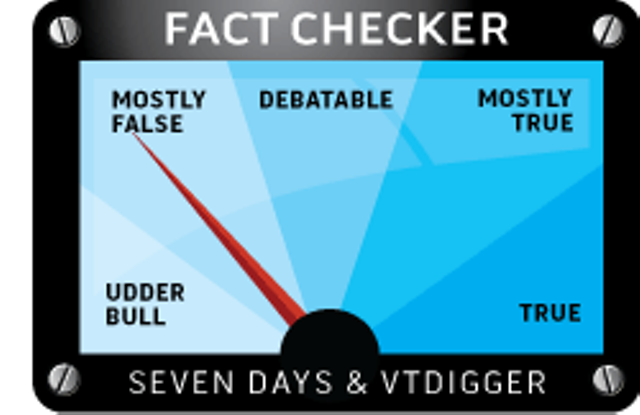 FACT CHECKER
MOSTLY
FALSE
DEBATABLE
MOSTLY
TRUE
UDDER
BULL
TRUE
SEVEN DAYS & VTDIGGER